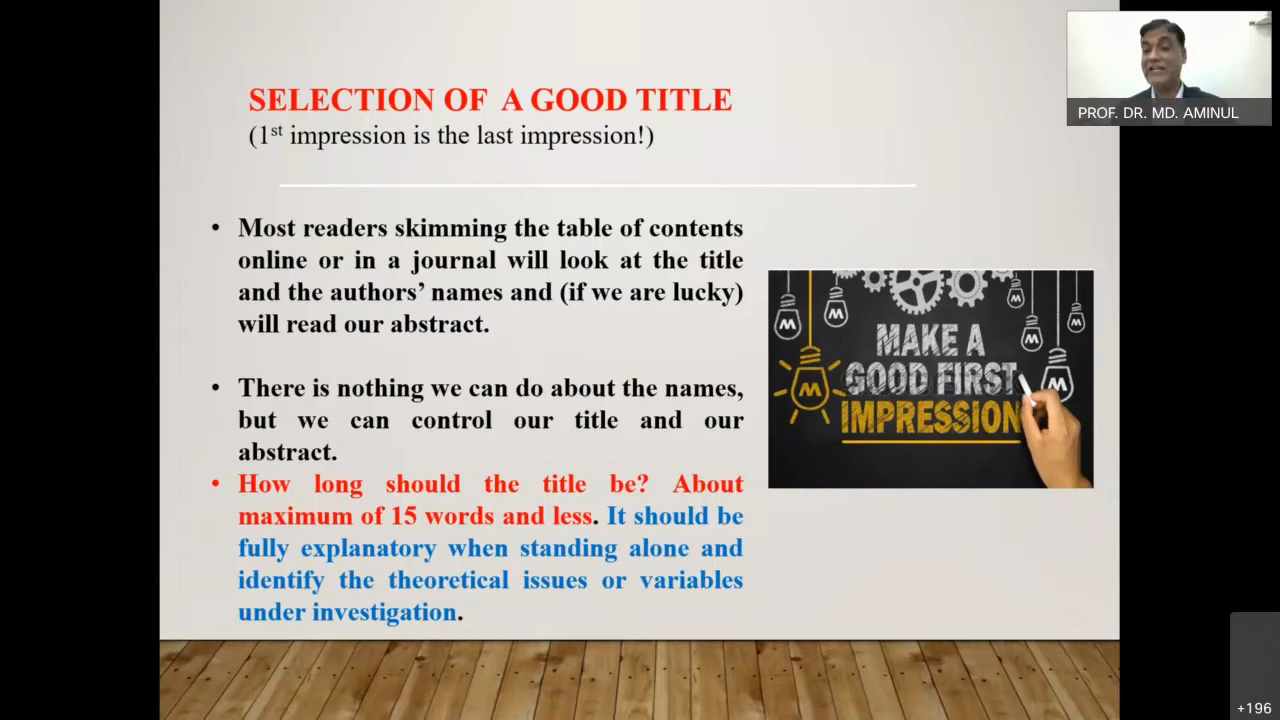 SELECTION OF A GOOD TITLE
(1st impression is the last impression!)
PROF. DR. MD. AMINUL
• Most readers skimming the table of contents
online or in a journal will look at the title
and the authors’ names and (if we are lucky)
will read our abstract.
• There is nothing we can do about the names,
but we can control our title and our
abstract.
• How long should the title be? About
maximum of 15 words and less. It should be
fully explanatory when standing alone and
identify the theoretical issues or variables
under investigation.
MAKE A
GOOD FIRST
IMPRESSION
+196